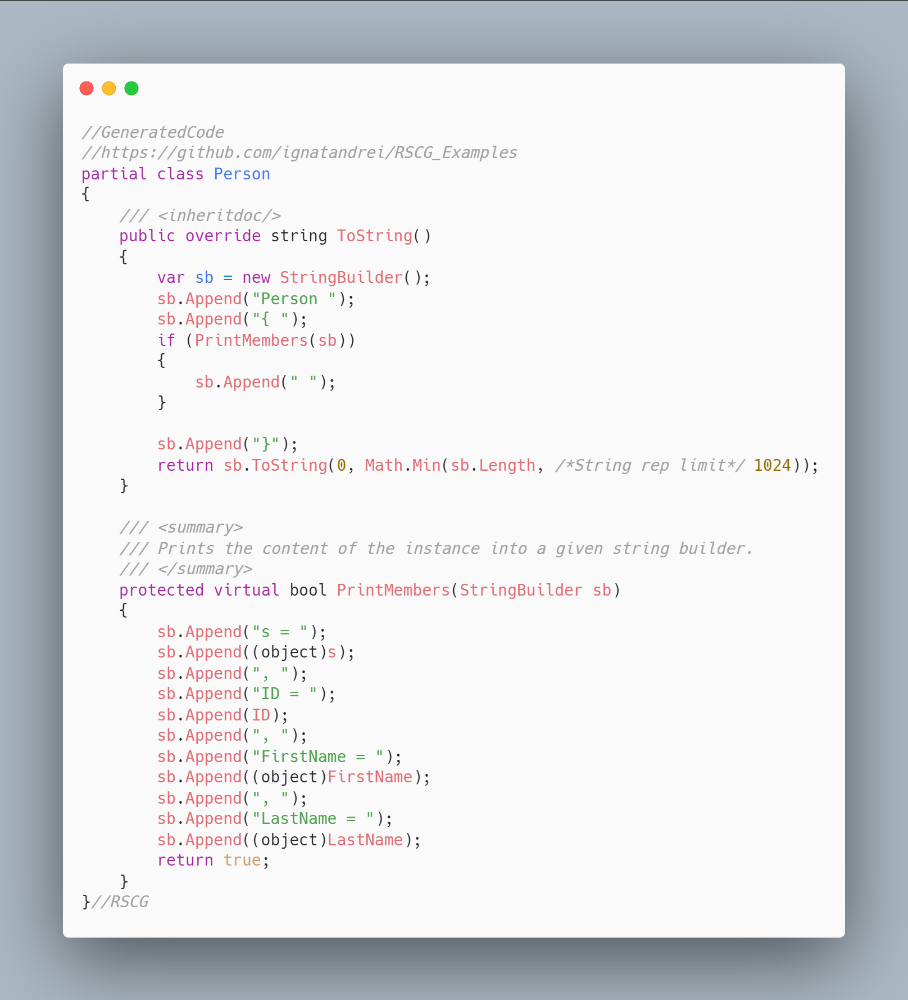 //GeneratedCode
//https://github.com/ignatandrei/RSCG_Examples
partial class Person
{
    /// <inheritdoc/>
    public override string ToString()
    {
        var sb = new StringBuilder();
        sb.Append("Person ");
        sb.Append("{ ");
        if (PrintMembers(sb))
        {
            sb.Append(" ");
        }

        sb.Append("}");
        return sb.ToString(0, Math.Min(sb.Length, /*String rep limit*/ 1024));
    }

    /// <summary>
    /// Prints the content of the instance into a given string builder.
    /// </summary>
    protected virtual bool PrintMembers(StringBuilder sb)
    {
        sb.Append("s = ");
        sb.Append((object)s);
        sb.Append(", ");
        sb.Append("ID = ");
        sb.Append(ID);
        sb.Append(", ");
        sb.Append("FirstName = ");
        sb.Append((object)FirstName);
        sb.Append(", ");
        sb.Append("LastName = ");
        sb.Append((object)LastName);
        return true;
    }
}//RSCG